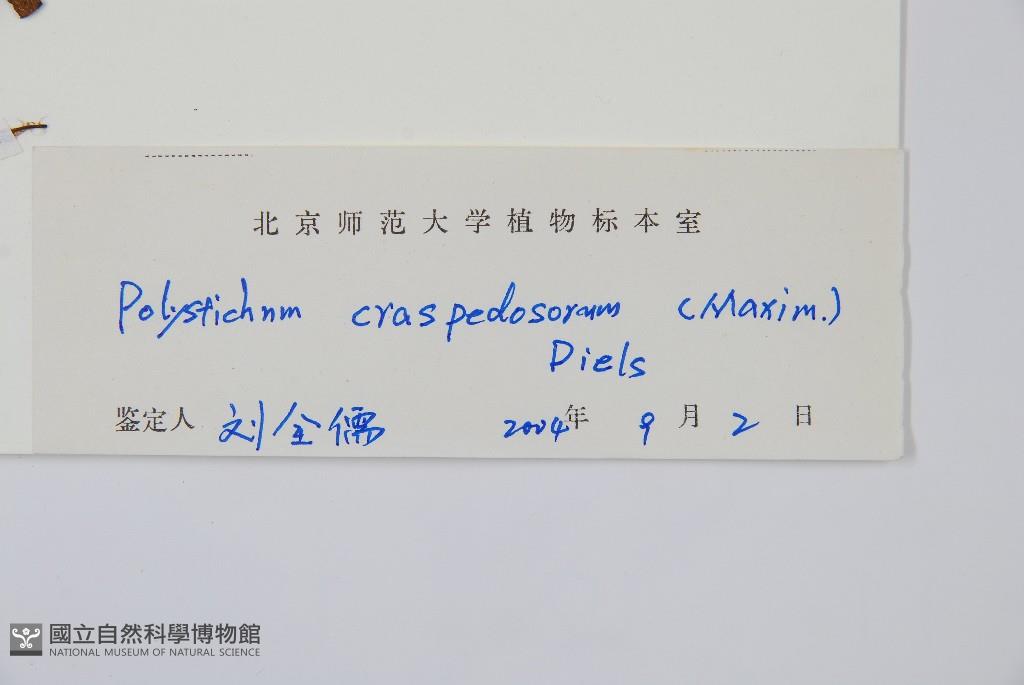 北京师范大学植物标本室
Polystichum craspedosorum (Maxim.)
Diels
鉴定人 刘全儒 2004年 9月 2日
國立自然科學博物館
NATIONAL MUSEUM OF NATURAL SCIENCE